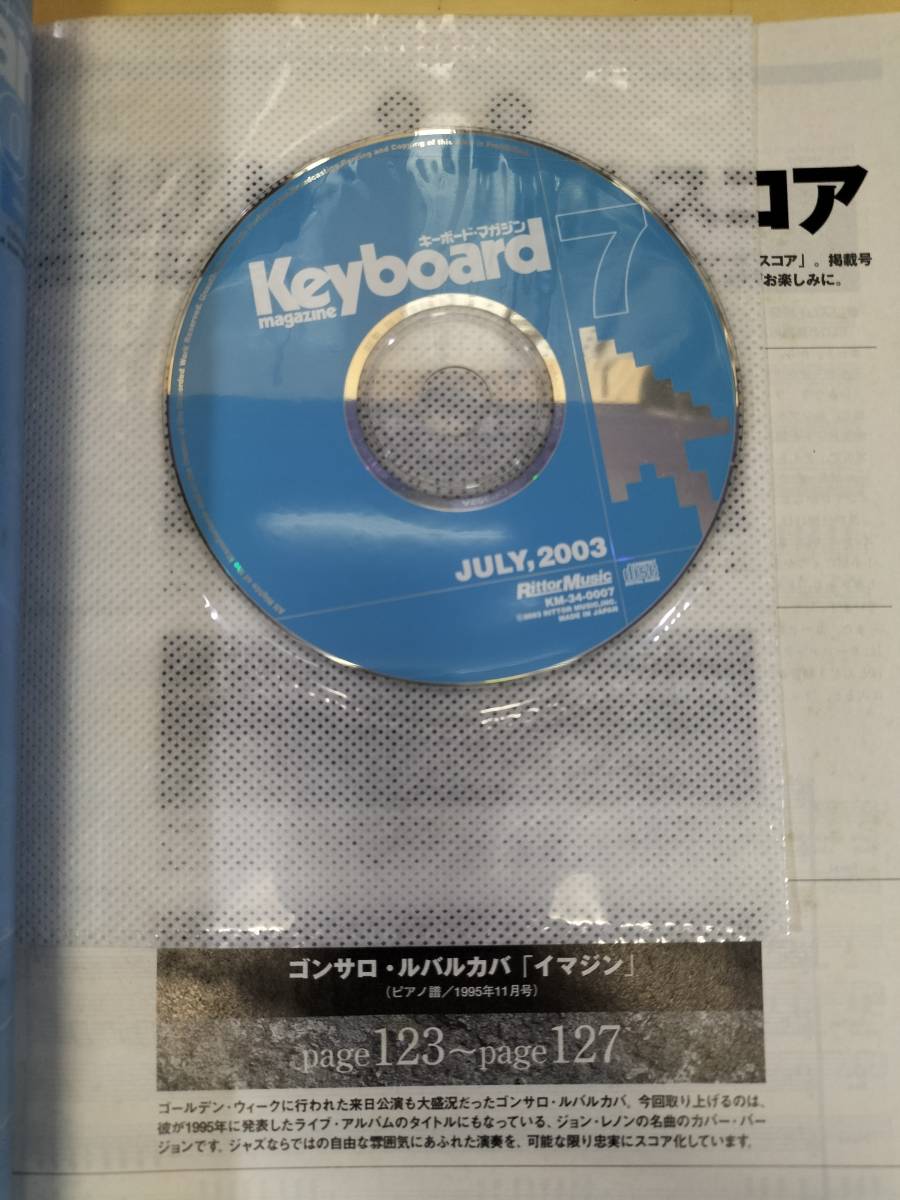 スコア
スコア」。掲載号
お楽しみに。
Copying of this
キーボード・マガジン
Keyboard
magazine
7
JULY, 2003
RittorMusic
KM-34-0007
℗2003 RITTOR MUSIC,INC.
MADE IN JAPAN
ゴンサロ・ルバルカバ「イマジン」
(ピアノ譜／1995年11月号)
page123〜page127
ゴールデン・ウィークに行われた来日公演も大盛況だったゴンサロ・ルバルカバ。今回取り上げるのは、
彼が1995年に発表したライブ・アルバムのタイトルにもなっている、ジョン・レノンの名曲のカバー・バー
ジョンです。ジャズならではの自由な雰囲気にあふれた演奏を、可能な限り忠実にスコア化しています。